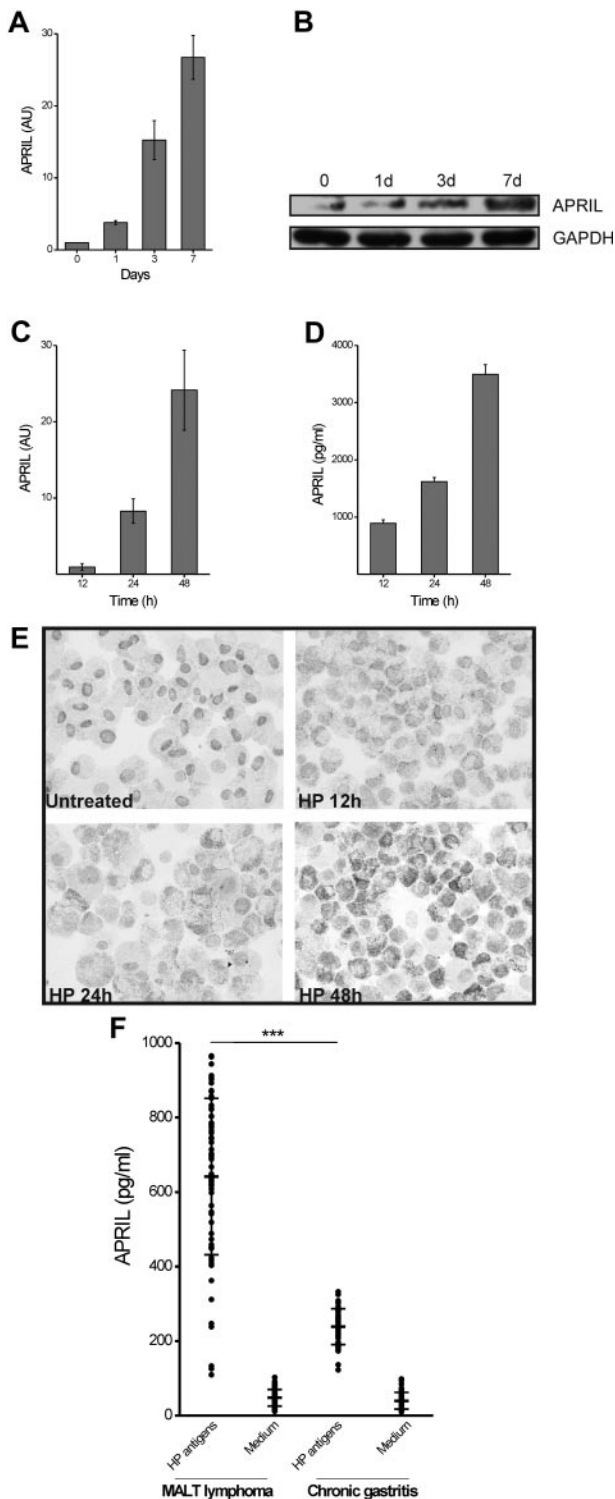 A
30
20
10
0
APRIL (AU)
0 1 3 7
Days
B
0 1d 3d 7d
APRIL
GAPDH
C
30
20
10
APRIL (AU)
12 24 48
Time (h)
D
4000
3000
2000
1000
APRIL (pg/ml)
12 24 48
Time (h)
E
Untreated
HP 12h
HP 24h
HP 48h
F
***
1000
800
600
400
200
0
APRIL (pg/ml)
HP antigens Medium HP antigens Medium
MALT lymphoma Chronic gastritis